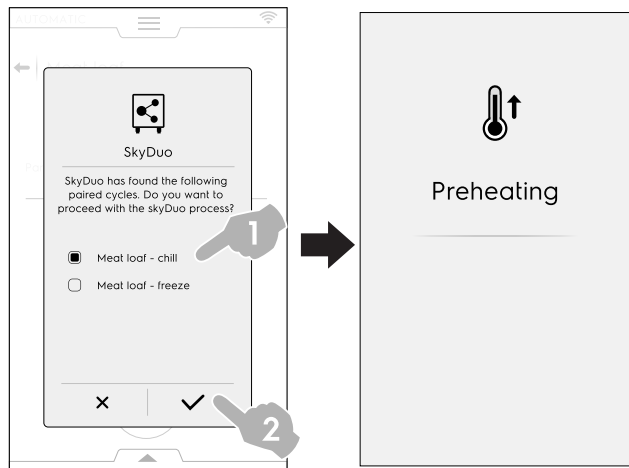 AUTOMATIC
SkyDuo
SkyDuo has found the following
paired cycles. Do you want to
proceed with the skyDuo process?
1
Meat loaf - chill
Meat loaf - freeze
2
Preheating